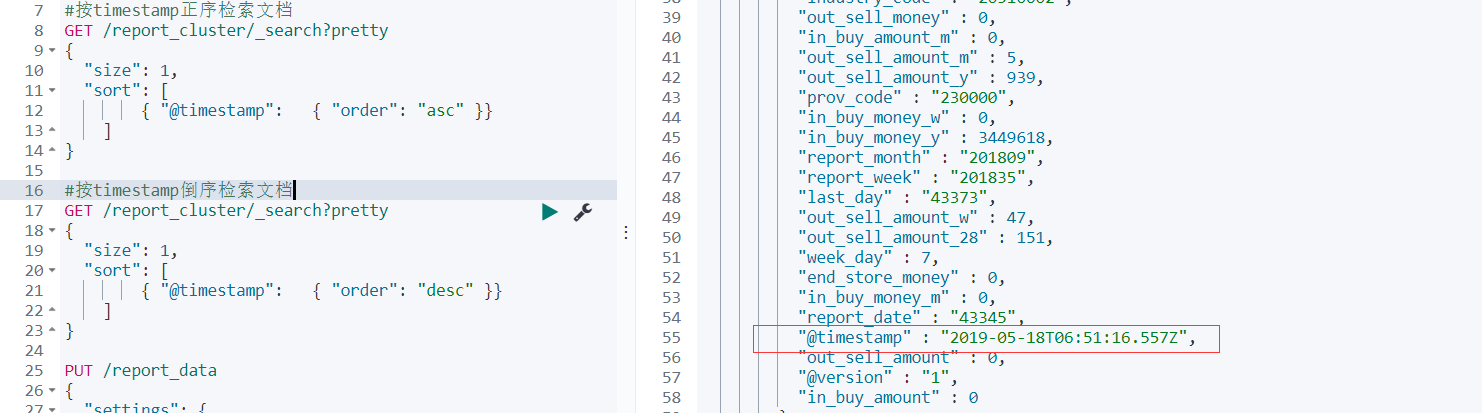 7 #按timestamp正序检索文档
8 GET /report_cluster/_search?pretty
9 {
10 "size": 1,
11 "sort": [
12 { "@timestamp": { "order": "asc" }}
13 ]
14 }
15
16 #按timestamp倒序检索文档
17 GET /report_cluster/_search?pretty
18 {
19 "size": 1,
20 "sort": [
21 { "@timestamp": { "order": "desc" }}
22 ]
23 }
24
25 PUT /report_data
26 {
27 "settings": {
39 "out_sell_money" : 0,
40 "in_buy_amount_m" : 0,
41 "out_sell_amount_m" : 5,
42 "out_sell_amount_y" : 939,
43 "prov_code" : "230000",
44 "in_buy_money_w" : 0,
45 "in_buy_money_y" : 3449618,
46 "report_month" : "201809",
47 "report_week" : "201835",
48 "last_day" : "43373",
49 "out_sell_amount_w" : 47,
50 "out_sell_amount_28" : 151,
51 "week_day" : 7,
52 "end_store_money" : 0,
53 "in_buy_money_m" : 0,
54 "report_date" : "43345",
55 "@timestamp" : "2019-05-18T06:51:16.557Z",
56 "out_sell_amount" : 0,
57 "@version" : "1",
58 "in_buy_amount" : 0